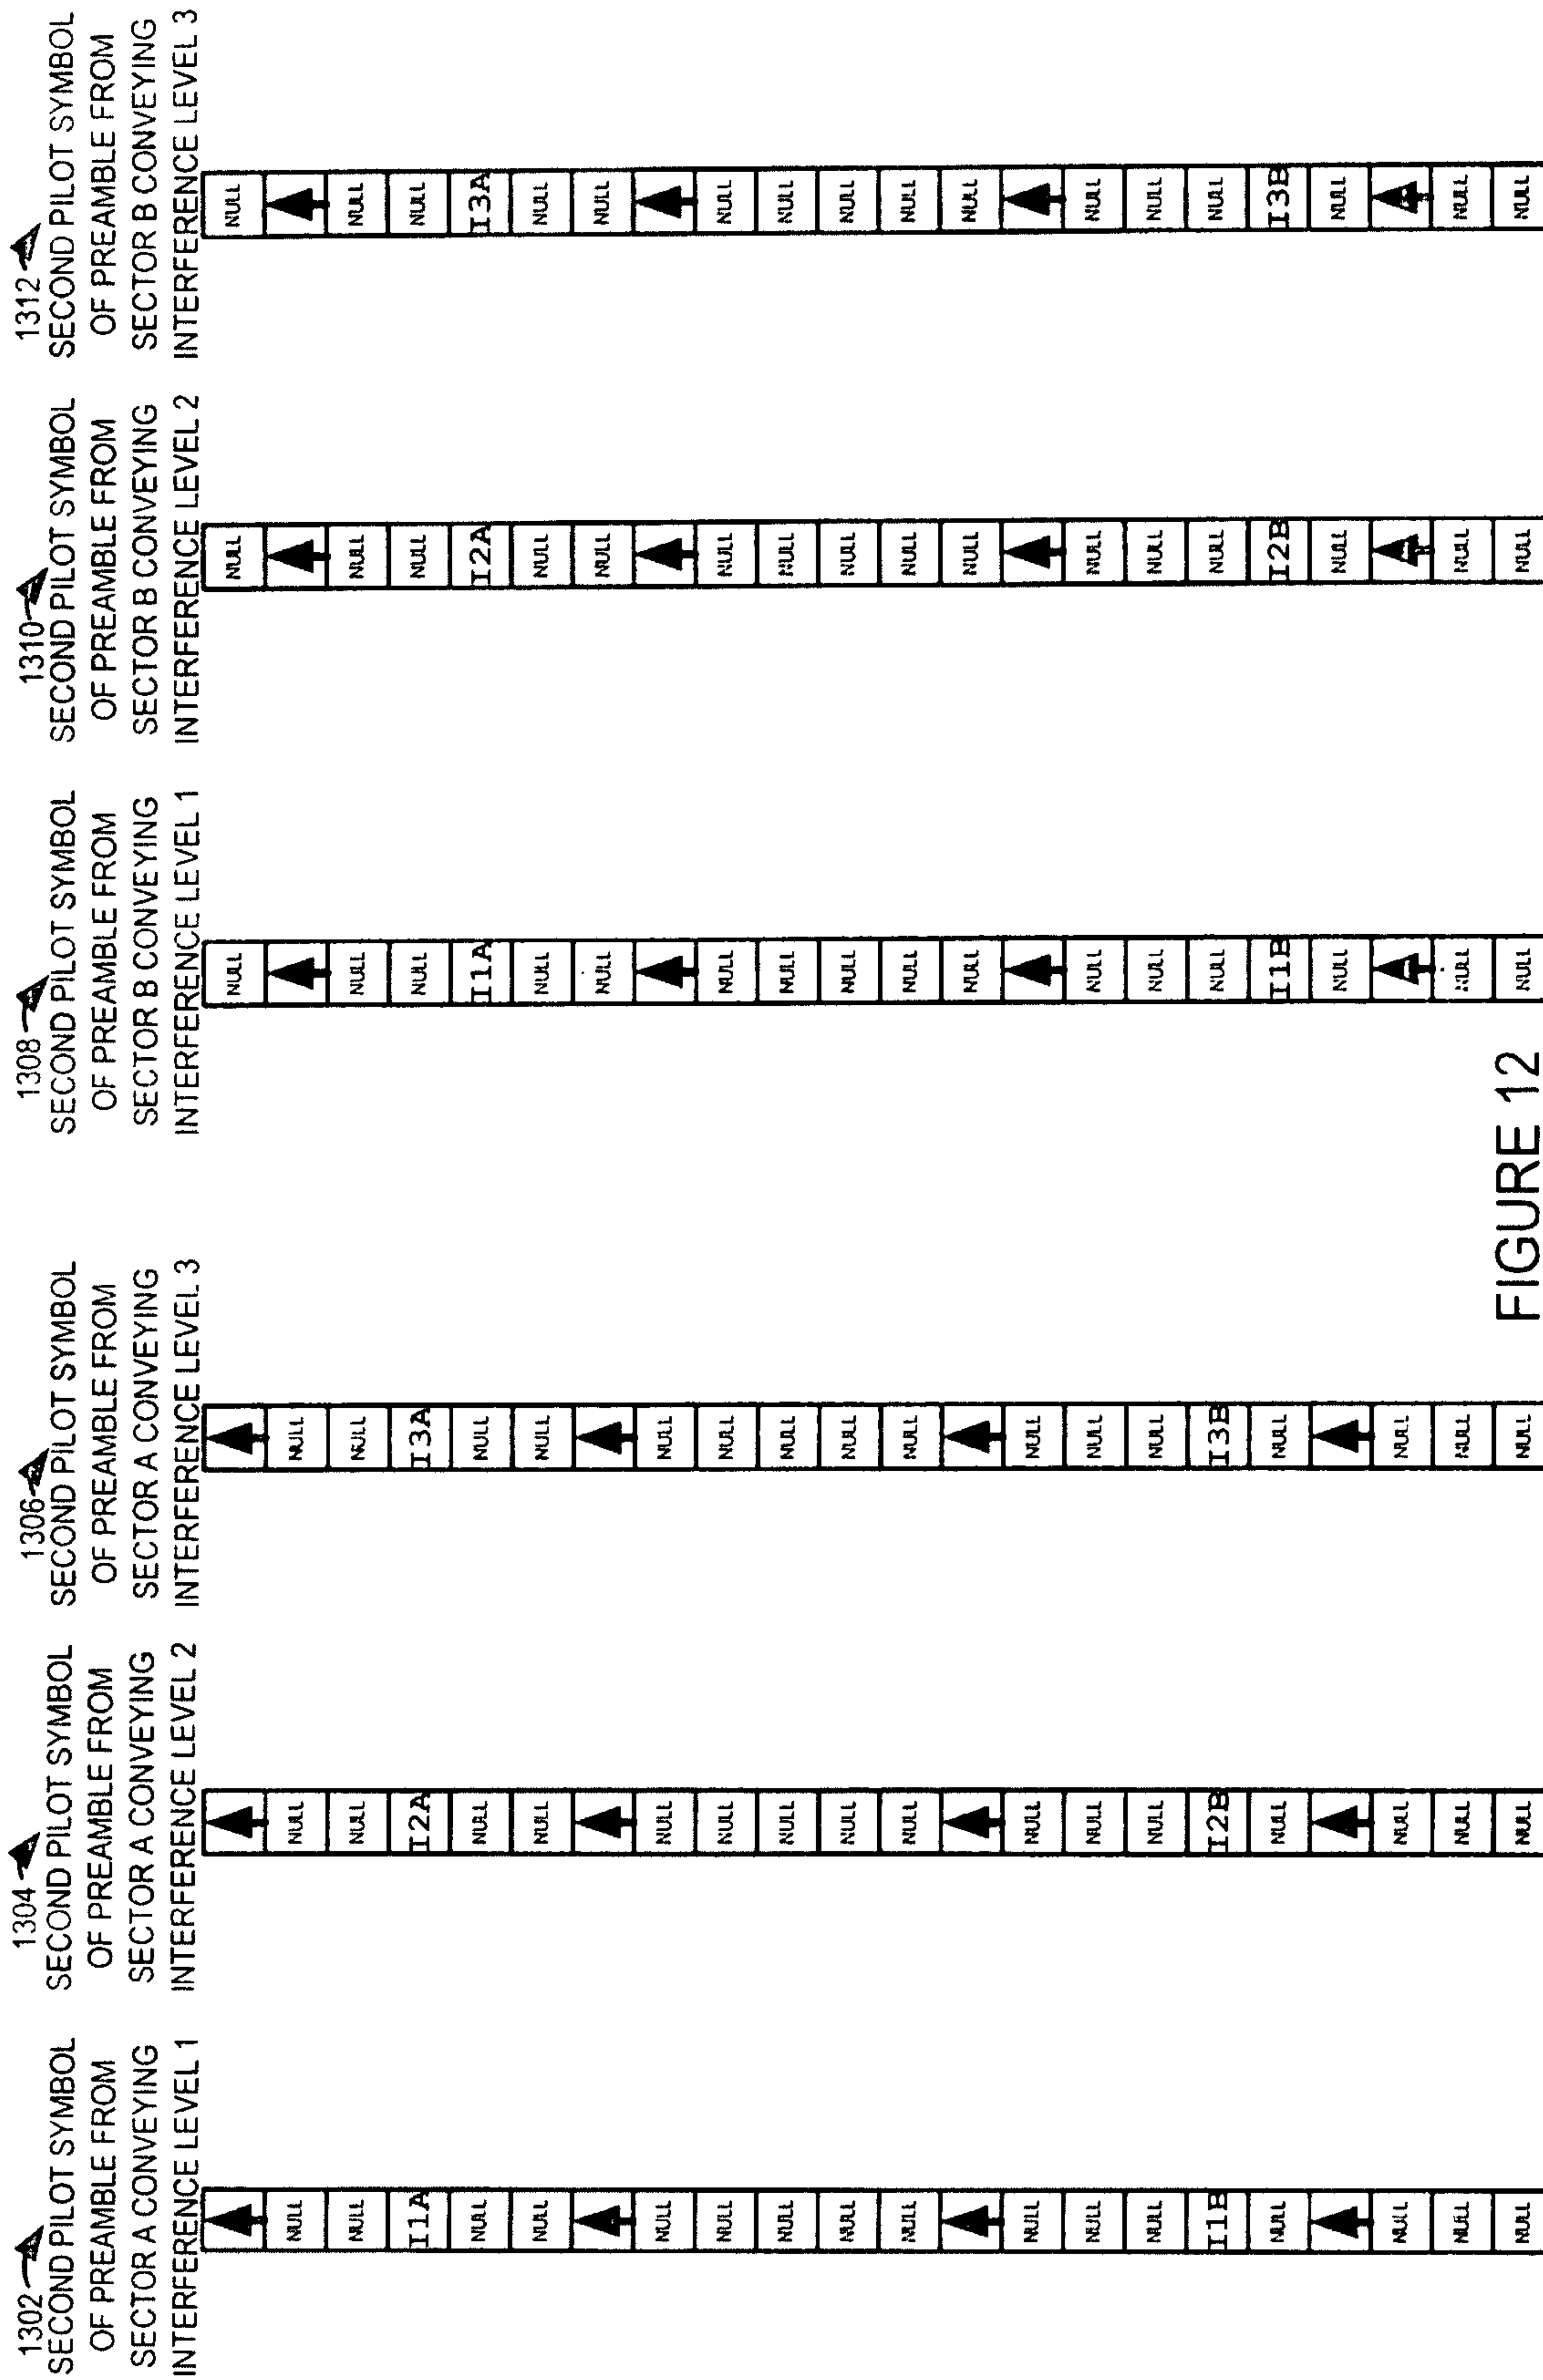 1302
SECOND PILOT SYMBOL
OF PREAMBLE FROM
SECTOR A CONVEYING
INTERFERENCE LEVEL 1
NULL
NULL
I1A
NULL
NULL
NULL
NULL
NULL
NULL
NULL
NULL
NULL
NULL
I1B
NULL
NULL
NULL
NULL
1304
SECOND PILOT SYMBOL
OF PREAMBLE FROM
SECTOR A CONVEYING
INTERFERENCE LEVEL 2
NULL
NULL
I2A
NULL
NULL
NULL
NULL
NULL
NULL
NULL
NULL
NULL
NULL
I2B
NULL
NULL
NULL
NULL
1306
SECOND PILOT SYMBOL
OF PREAMBLE FROM
SECTOR A CONVEYING
INTERFERENCE LEVEL 3
NULL
NULL
I3A
NULL
NULL
NULL
NULL
NULL
NULL
NULL
NULL
NULL
NULL
I3B
NULL
NULL
NULL
NULL
1308
SECOND PILOT SYMBOL
OF PREAMBLE FROM
SECTOR B CONVEYING
INTERFERENCE LEVEL 1
NULL
NULL
NULL
I1A
NULL
NULL
NULL
NULL
NULL
NULL
NULL
NULL
NULL
NULL
I1B
NULL
NULL
NULL
1310
SECOND PILOT SYMBOL
OF PREAMBLE FROM
SECTOR B CONVEYING
INTERFERENCE LEVEL 2
NULL
NULL
NULL
I2A
NULL
NULL
NULL
NULL
NULL
NULL
NULL
NULL
NULL
NULL
I2B
NULL
NULL
NULL
1312
SECOND PILOT SYMBOL
OF PREAMBLE FROM
SECTOR B CONVEYING
INTERFERENCE LEVEL 3
NULL
NULL
NULL
I3A
NULL
NULL
NULL
NULL
NULL
NULL
NULL
NULL
NULL
NULL
I3B
NULL
NULL
NULL
FIGURE 12